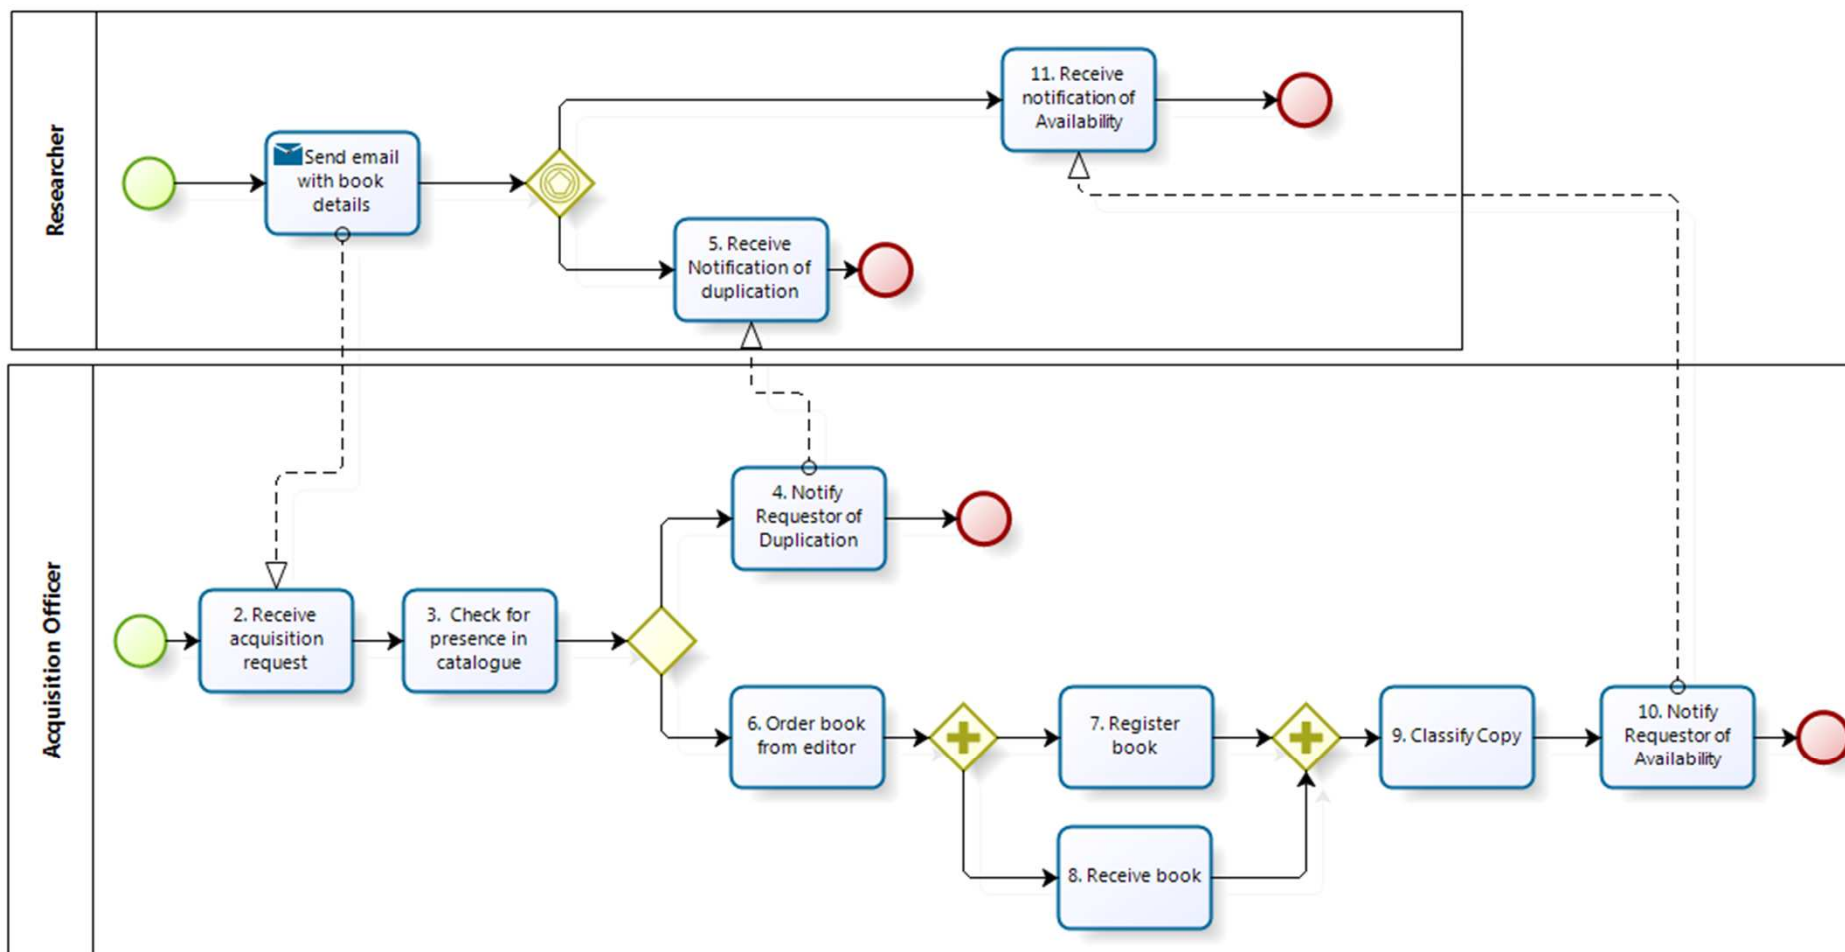 Researcher
Send email
with book
details
11. Receive
notification of
Availability
5. Receive
Notification of
duplication
Acquisition Officer
2. Receive
acquisition
request
3. Check for
presence in
catalogue
4. Notify
Requestor of
Duplication
6. Order book
from editor
7. Register
book
8. Receive book
9. Classify Copy
10. Notify
Requestor of
Availability